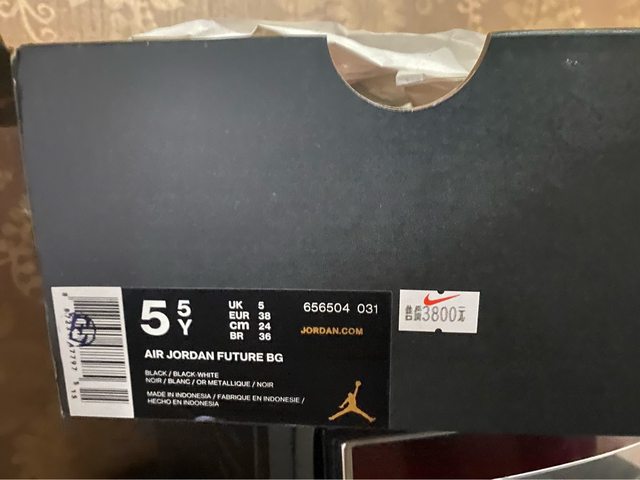 5 5Y
UK 5
EUR 38
cm 24
BR 36
656504 031
JORDAN.COM
AIR JORDAN FUTURE BG
BLACK / BLACK-WHITE
NOIR / BLANC / OR METALLIQUE / NOIR
MADE IN INDONESIA / FABRIQUE EN INDONESIE /
HECHO EN INDONESIA
售價3800元